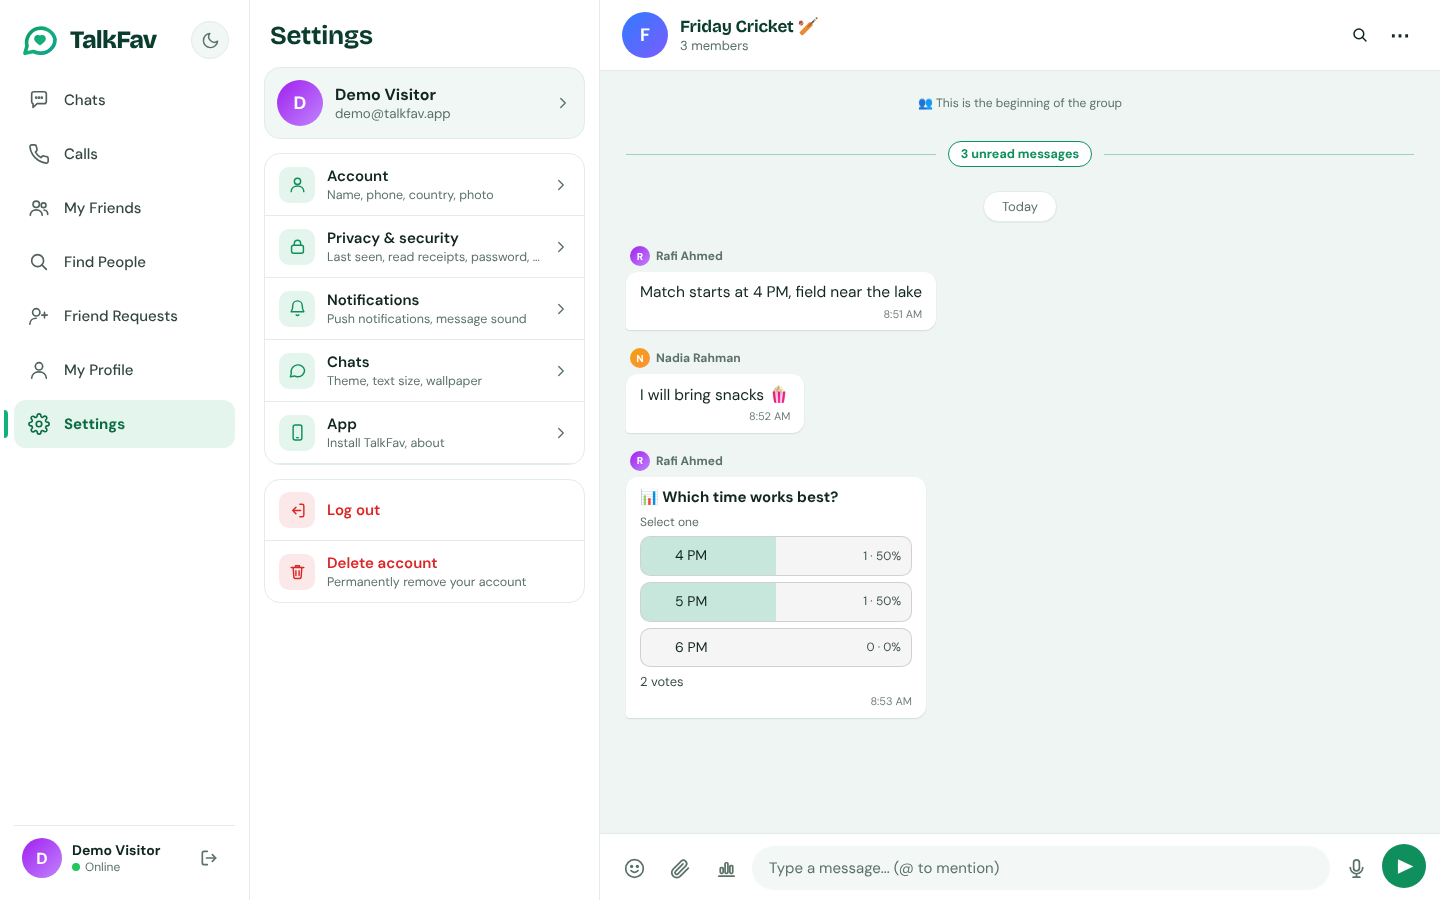 TalkFav
Chats
Calls
My Friends
Find People
Friend Requests
My Profile
Settings
D
Demo Visitor
Online
Settings
D
Demo Visitor
demo@talkfav.app
Account
Name, phone, country, photo
Privacy & security
Last seen, read receipts, password, ...
Notifications
Push notifications, message sound
Chats
Theme, text size, wallpaper
App
Install TalkFav, about
Log out
Delete account
Permanently remove your account
F
Friday Cricket 🏏
3 members
👥 This is the beginning of the group
3 unread messages
Today
R Rafi Ahmed
Match starts at 4 PM, field near the lake
8:51 AM
N Nadia Rahman
I will bring snacks 🍿
8:52 AM
R Rafi Ahmed
📊 Which time works best?
Select one
4 PM 1 · 50%
5 PM 1 · 50%
6 PM 0 · 0%
2 votes
8:53 AM
Type a message... (@ to mention)